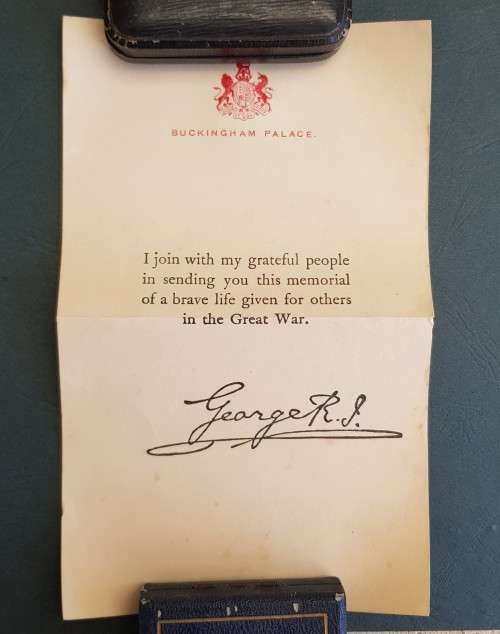 BUCKINGHAM PALACE.
I join with my grateful people
in sending you this memorial
of a brave life given for others
in the Great War.
George R.I.